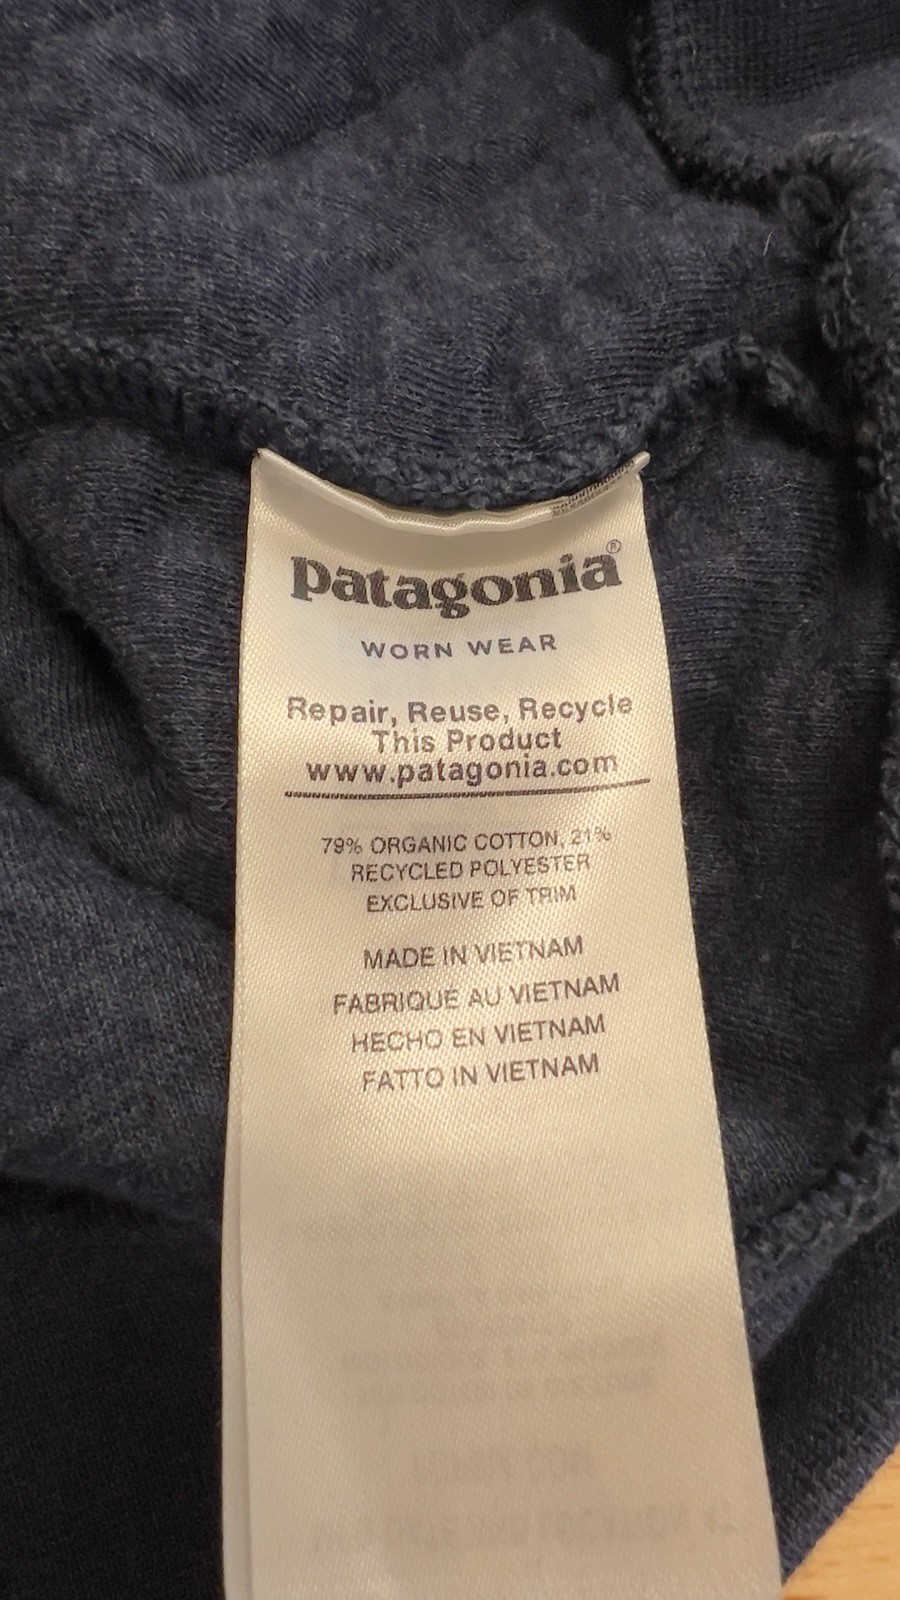 patagonia®
WORN WEAR
Repair, Reuse, Recycle
This Product
www.patagonia.com
79% ORGANIC COTTON, 21%
RECYCLED POLYESTER
EXCLUSIVE OF TRIM
MADE IN VIETNAM
FABRIQUÉ AU VIETNAM
HECHO EN VIETNAM
FATTO IN VIETNAM